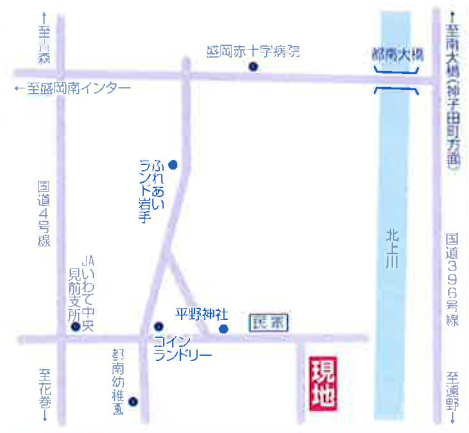 ←至青森
盛岡赤十字病院
都南大橋
←至南大橋(神子田町方面)
←至盛岡南インター
ふれあい
ランド岩手
国道4号線
北上川
国道396号線
JAいわて中央
見前支所
平野神社
民家
コイン
ランドリー
都南幼稚園
現地
至花巻→
至遠野→